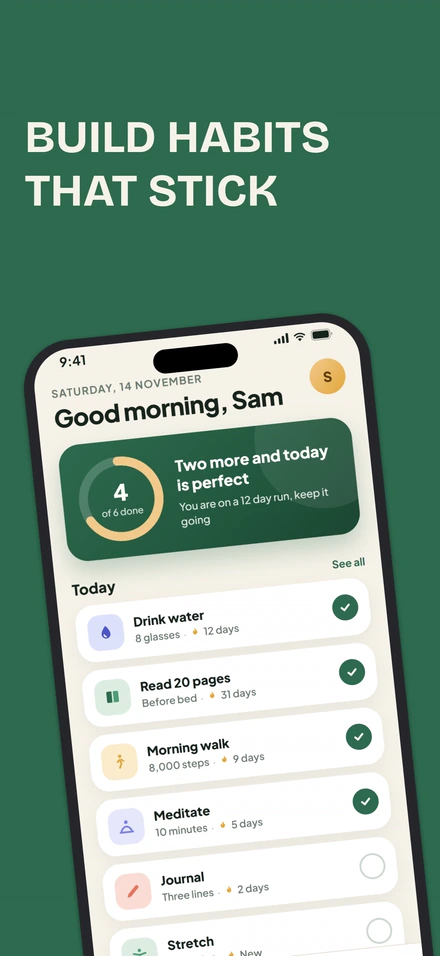 BUILD HABITS
THAT STICK
9:41
SATURDAY, 14 NOVEMBER
Good morning, Sam
S
4
of 6 done
Two more and today
is perfect
You are on a 12 day run, keep it
going
Today
See all
Drink water
8 glasses · 12 days
Read 20 pages
Before bed · 31 days
Morning walk
8,000 steps · 9 days
Meditate
10 minutes · 5 days
Journal
Three lines · 2 days
Stretch
New